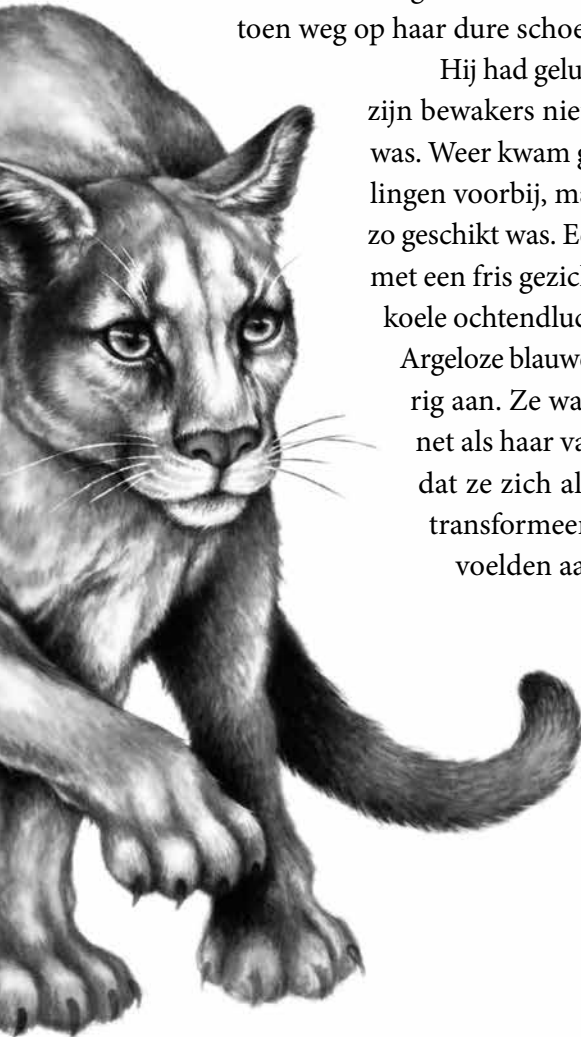 toen weg op haar dure schoe
Hij had gelu
zijn bewakers nie
was. Weer kwam g
lingen voorbij, ma
zo geschikt was. Ee
met een fris gezich
koele ochtendluc
Argeloze blauwe
rig aan. Ze wa
net als haar va
dat ze zich al
transformeer
voelden aa